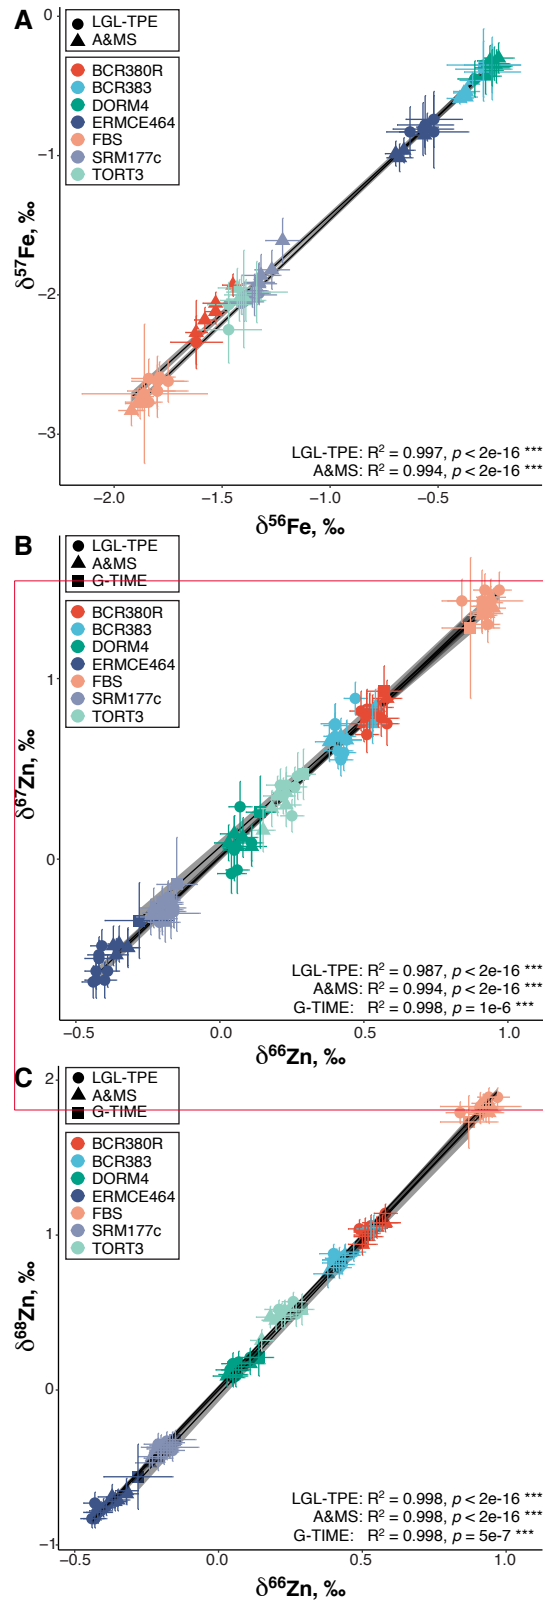 A
LGL-TPE
A&MS
BCR380R
BCR383
DORM4
ERMCE464
FBS
SRM177c
TORT3
0
−1
−2
−3
δ57Fe, ‰
LGL-TPE: R2 = 0.997, p < 2e-16 ***
A&MS: R2 = 0.994, p < 2e-16 ***
−2.0 −1.5 −1.0 −0.5
δ56Fe, ‰
B
LGL-TPE
A&MS
G-TIME
BCR380R
BCR383
DORM4
ERMCE464
FBS
SRM177c
TORT3
1
0
δ67Zn, ‰
LGL-TPE: R2 = 0.987, p < 2e-16 ***
A&MS: R2 = 0.994, p < 2e-16 ***
G-TIME: R2 = 0.998, p = 1e-6 ***
−0.5 0.0 0.5 1.0
δ66Zn, ‰
C
LGL-TPE
A&MS
G-TIME
BCR380R
BCR383
DORM4
ERMCE464
FBS
SRM177c
TORT3
2
1
0
−1
δ68Zn, ‰
LGL-TPE: R2 = 0.998, p < 2e-16 ***
A&MS: R2 = 0.998, p < 2e-16 ***
G-TIME: R2 = 0.998, p = 5e-7 ***
−0.5 0.0 0.5 1.0
δ66Zn, ‰